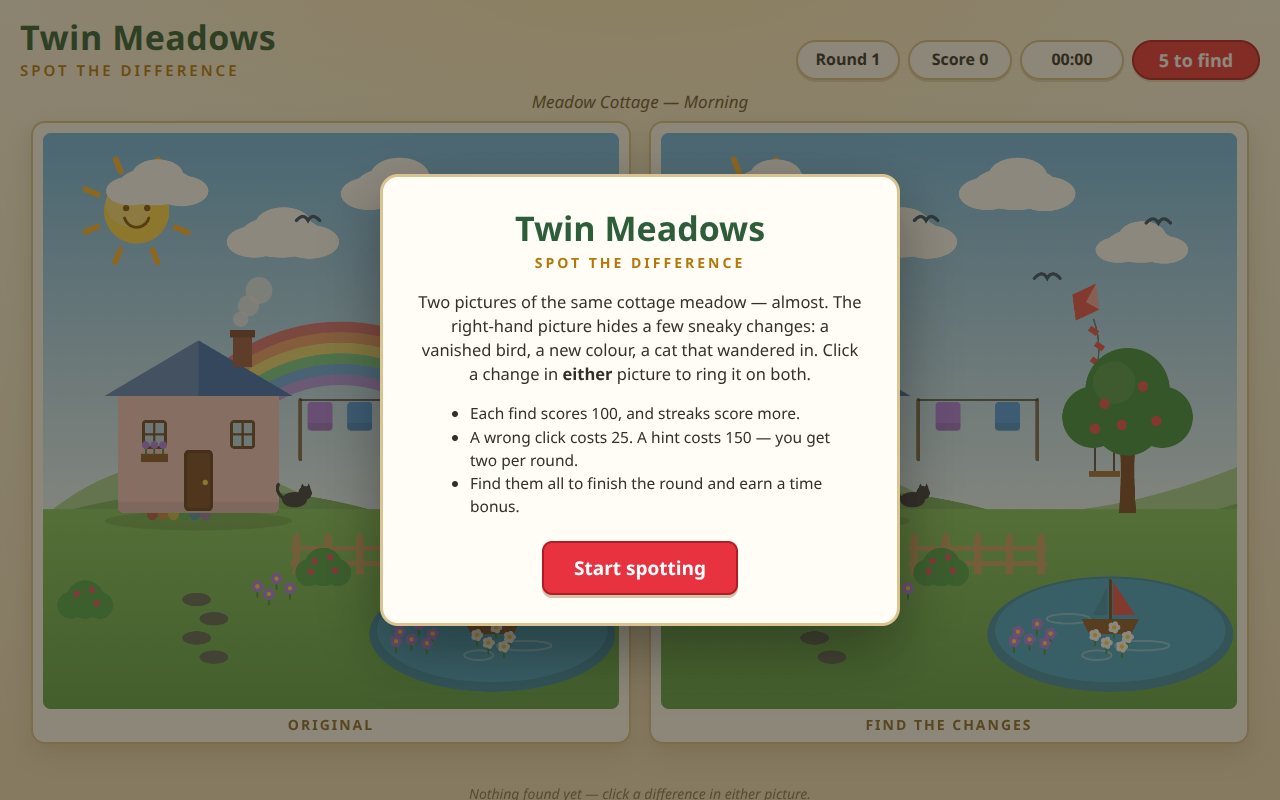 Twin Meadows
SPOT THE DIFFERENCE
Round 1
Score 0
00:00
5 to find
Meadow Cottage — Morning
Twin Meadows
SPOT THE DIFFERENCE
Two pictures of the same cottage meadow — almost. The
right-hand picture hides a few sneaky changes: a
vanished bird, a new colour, a cat that wandered in. Click
a change in either picture to ring it on both.
• Each find scores 100, and streaks score more.
• A wrong click costs 25. A hint costs 150 — you get
two per round.
• Find them all to finish the round and earn a time
bonus.
Start spotting
ORIGINAL
FIND THE CHANGES
Nothing found yet — click a difference in either picture.